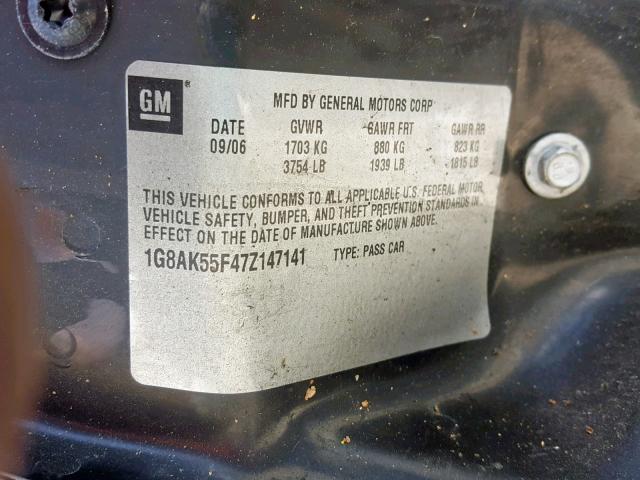 GM ®
MFD BY GENERAL MOTORS CORP
DATE GVWR GAWR FRT GAWR RR
09/06 1703 KG 880 KG 823 KG
3754 LB 1939 LB 1815 LB
THIS VEHICLE CONFORMS TO ALL APPLICABLE U.S. FEDERAL MOTOR
VEHICLE SAFETY, BUMPER, AND THEFT PREVENTION STANDARDS IN
EFFECT ON THE DATE OF MANUFACTURE SHOWN ABOVE.
1G8AK55F47Z147141 TYPE: PASS CAR